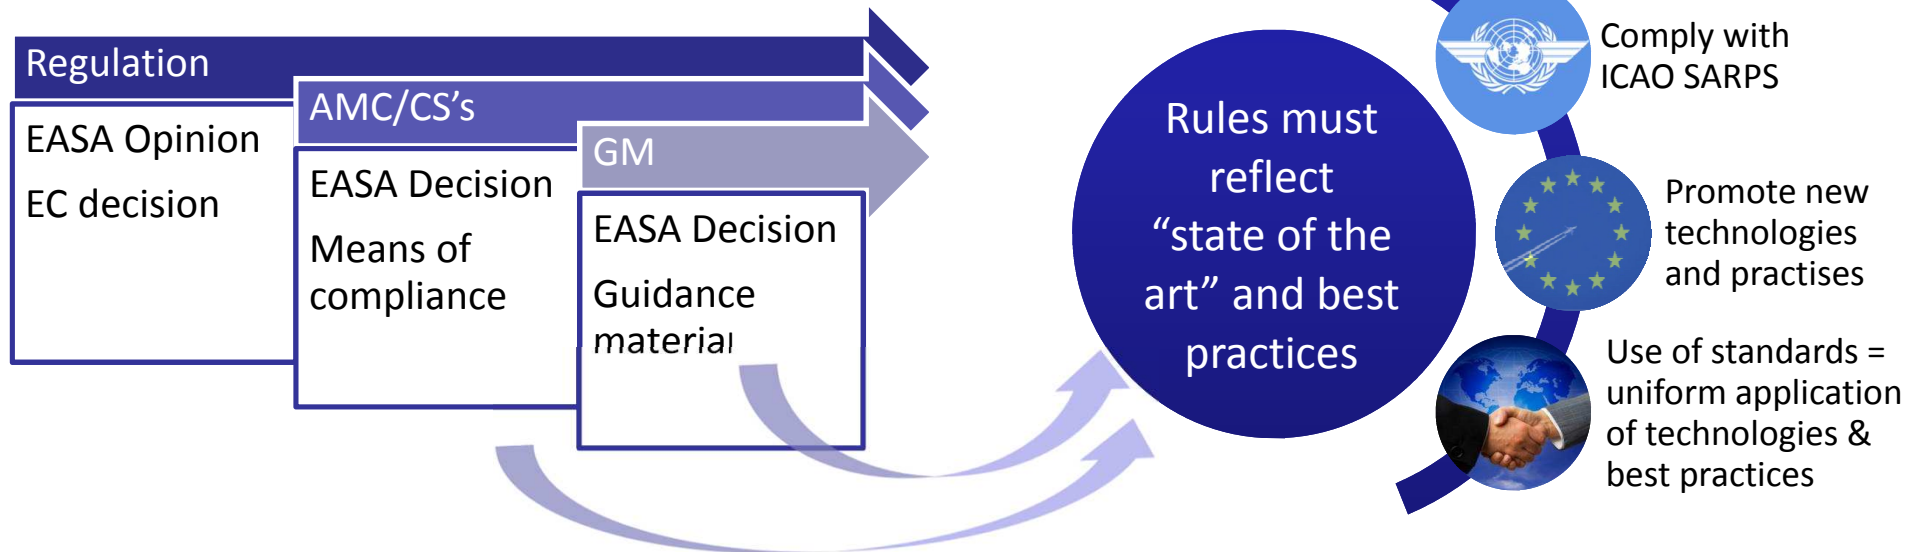 Regulation
EASA Opinion
EC decision
AMC/CS’s
EASA Decision
Means of
compliance
GM
EASA Decision
Guidance
material
Rules must
reflect
“state of the
art” and best
practices
Comply with
ICAO SARPS
Promote new
technologies
and practises
Use of standards =
uniform application
of technologies &
best practices